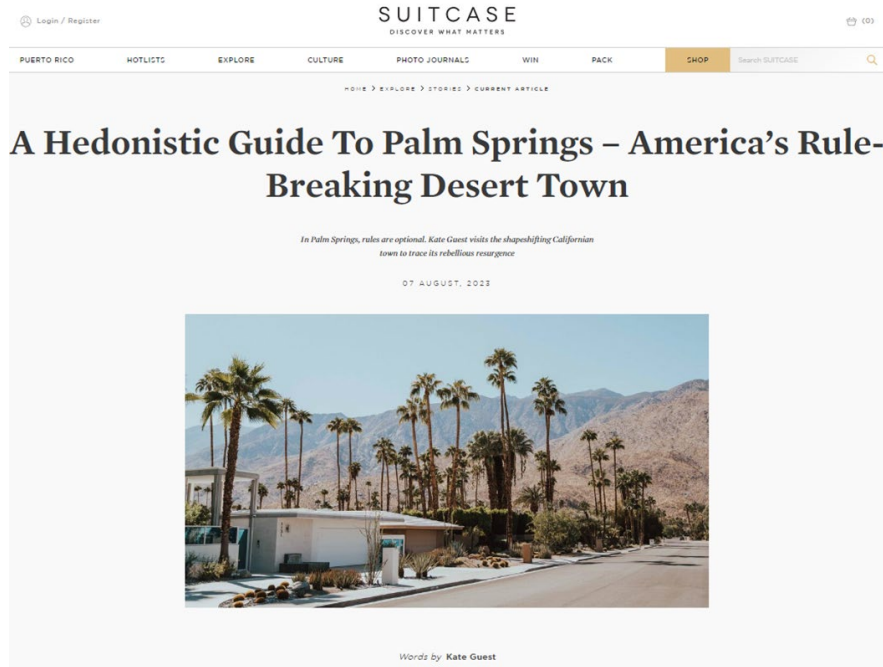 Login / Register
SUITCASE
DISCOVER WHAT MATTERS
(0)
PUERTO RICO HOTLISTS EXPLORE CULTURE PHOTO JOURNALS WIN PACK SHOP Search SUITCASE
HOME > EXPLORE > STORIES > CURRENT ARTICLE
A Hedonistic Guide To Palm Springs – America’s Rule-
Breaking Desert Town
In Palm Springs, rules are optional. Kate Guest visits the shapeshifting Californian
town to trace its rebellious resurgence
07 AUGUST, 2023
Words by Kate Guest